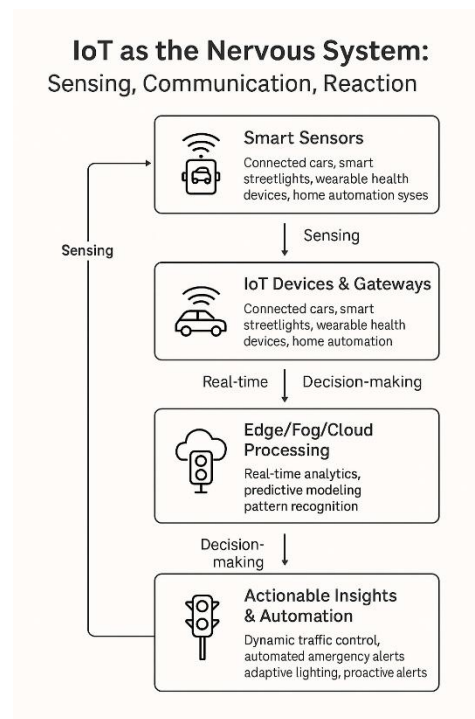 IoT as the Nervous System:
Sensing, Communication, Reaction
Smart Sensors
Connected cars, smart
streetlights, wearable health
devices, home automation syses
Sensing
Sensing
IoT Devices & Gateways
Connected cars, smart
streetlights, wearable health
devices, home automation
Real-time
Decision-making
Edge/Fog/Cloud
Processing
Real-time analytics,
predictive modeling
pattern recognition
Decision-
making
Actionable Insights
& Automation
Dynamic traffic control,
automated amergency alerts
adaptive lighting, proactive alerts